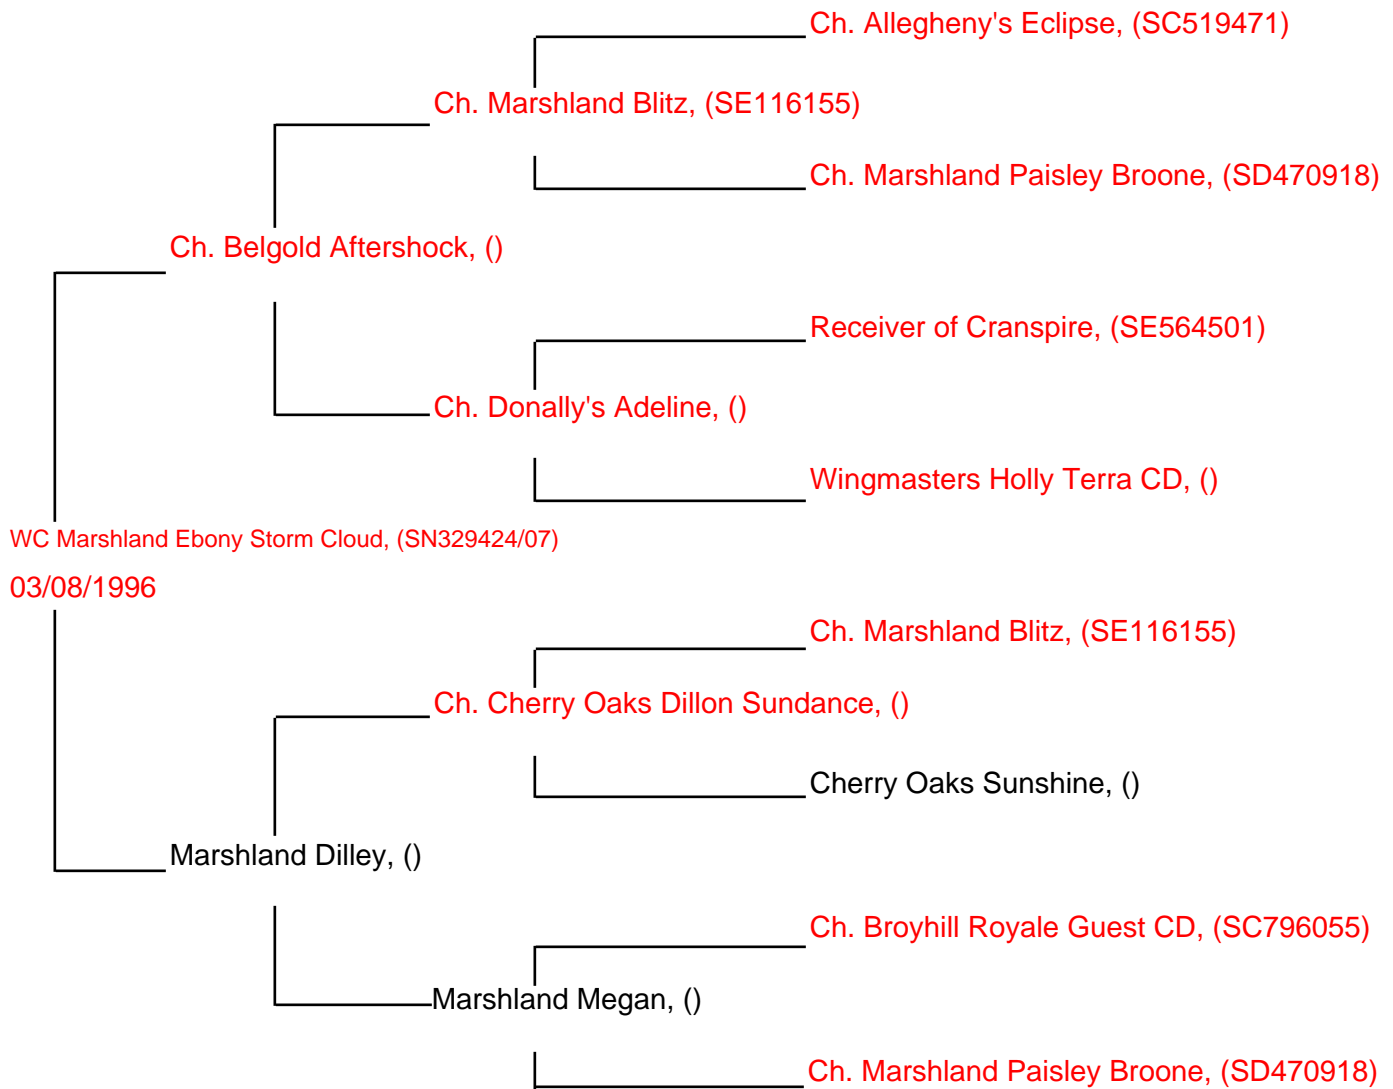 Ch. Allegheny's Eclipse, (SC519471)
Ch. Marshland Blitz, (SE116155)
Ch. Marshland Paisley Broone, (SD470918)
Ch. Belgold Aftershock, ()
Receiver of Cranspire, (SE564501)
Ch. Donally's Adeline, ()
Wingmasters Holly Terra CD, ()
WC Marshland Ebony Storm Cloud, (SN329424/07)
03/08/1996
Ch. Marshland Blitz, (SE116155)
Ch. Cherry Oaks Dillon Sundance, ()
Cherry Oaks Sunshine, ()
Marshland Dilley, ()
Ch. Broyhill Royale Guest CD, (SC796055)
Marshland Megan, ()
Ch. Marshland Paisley Broone, (SD470918)